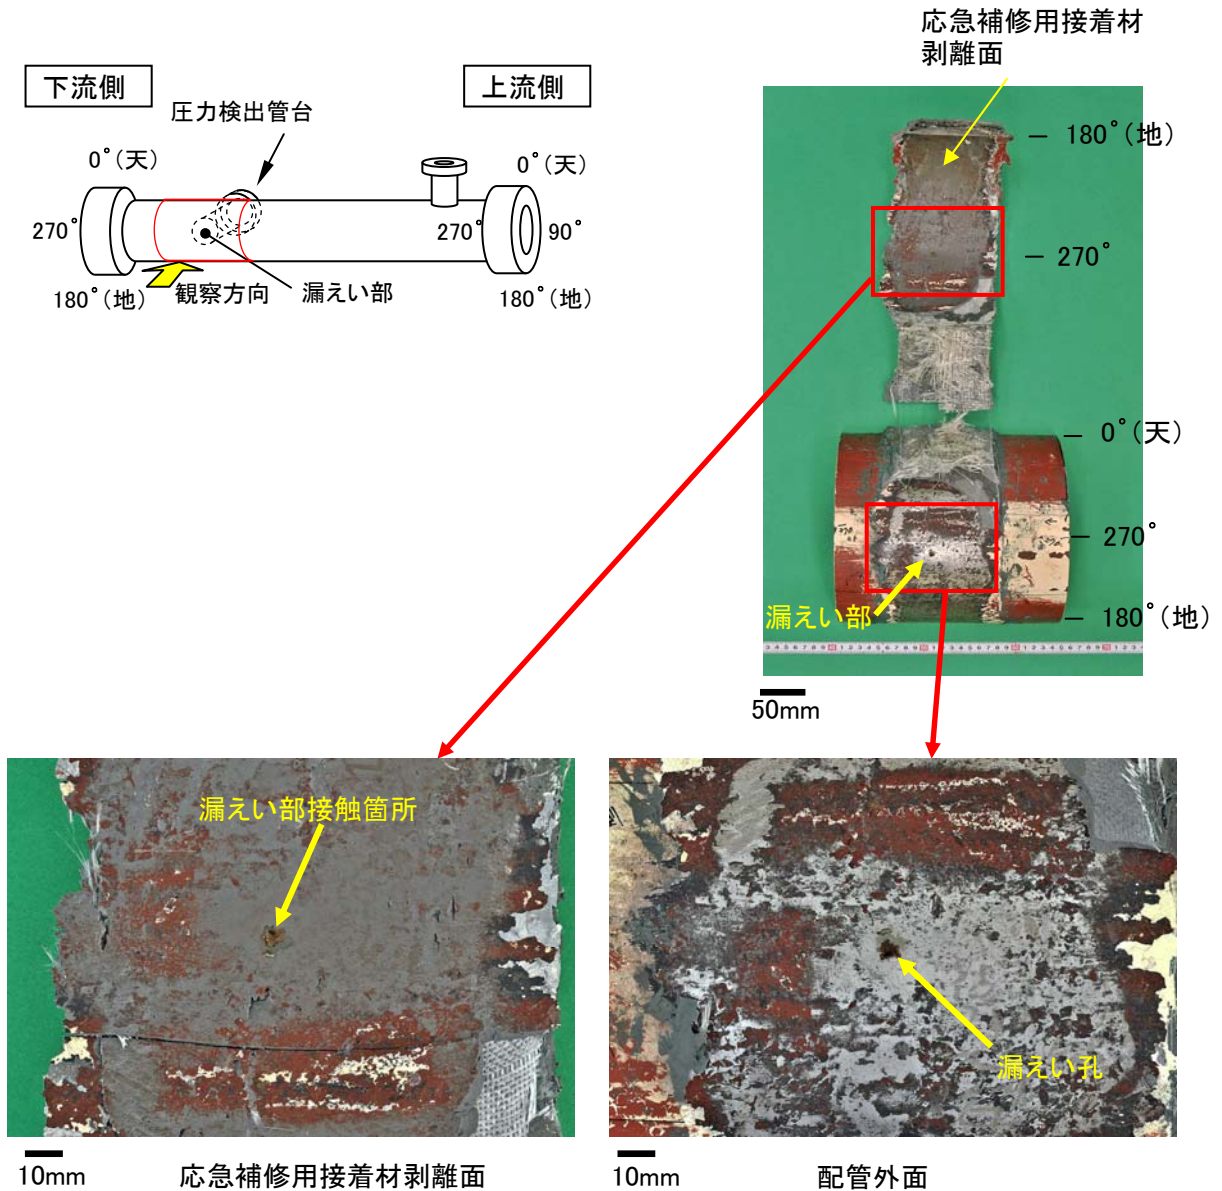 応急補修用接着材
剥離面
下流側
上流側
圧力検出管台
0°(天)
0°(天)
270°
270°
90°
180°(地)
観察方向
漏えい部
180°(地)
180°(地)
270°
0°(天)
270°
漏えい部
180°(地)
50mm
漏えい部接触箇所
漏えい孔
10mm
応急補修用接着材剥離面
10mm
配管外面